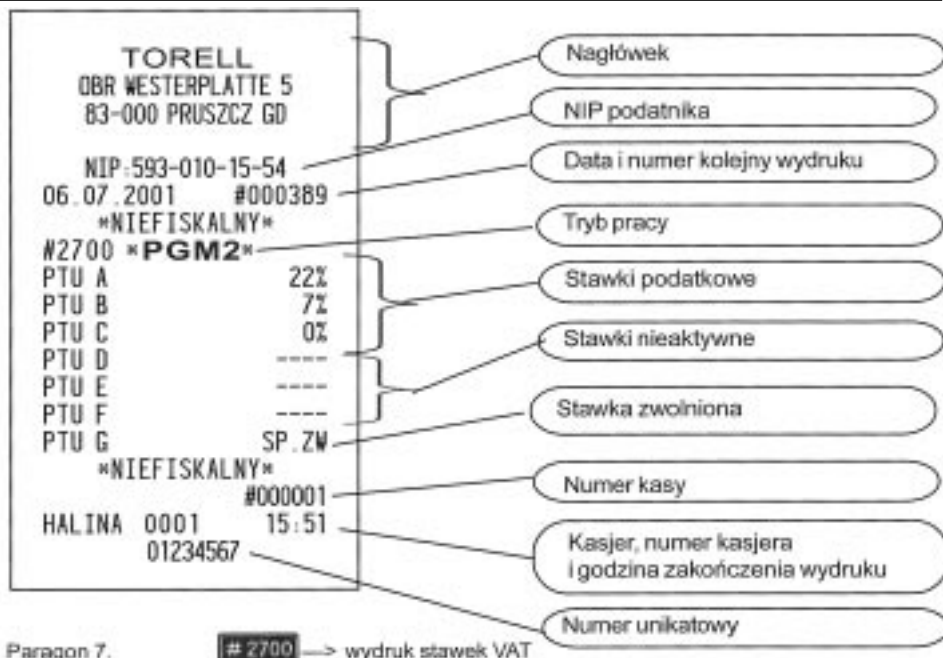 TORELL
OBR WESTERPLATTE 5
83-000 PRUSZCZ GD
NIP:593-010-15-54
06.07.2001 #000389
*NIEFISKALNY*
#2700 *PGM2*
PTU A 22%
PTU B 7%
PTU C 0%
PTU D ----
PTU E ----
PTU F ----
PTU G SP.ZW
*NIEFISKALNY*
#000001
HALINA 0001 15:51
01234567
Nagłówek
NIP podatnika
Data i numer kolejny wydruku
Tryb pracy
Stawki podatkowe
Stawki nieaktywne
Stawka zwolniona
Numer kasy
Kasjer, numer kasjera
i godzina zakończenia wydruku
Numer unikatowy
Paragon 7. #2700 —> wydruk stawek VAT